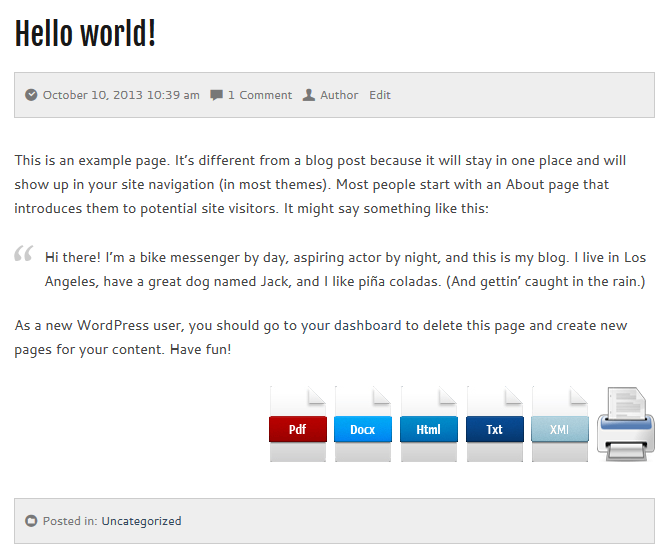 Hello world!
October 10, 2013 10:39 am 1 Comment Author Edit
This is an example page. It’s different from a blog post because it will stay in one place and will
show up in your site navigation (in most themes). Most people start with an About page that
introduces them to potential site visitors. It might say something like this:
“ Hi there! I’m a bike messenger by day, aspiring actor by night, and this is my blog. I live in Los
Angeles, have a great dog named Jack, and I like piña coladas. (And gettin’ caught in the rain.)
As a new WordPress user, you should go to your dashboard to delete this page and create new
pages for your content. Have fun!
Pdf Docx Html Txt XMl
Posted in: Uncategorized